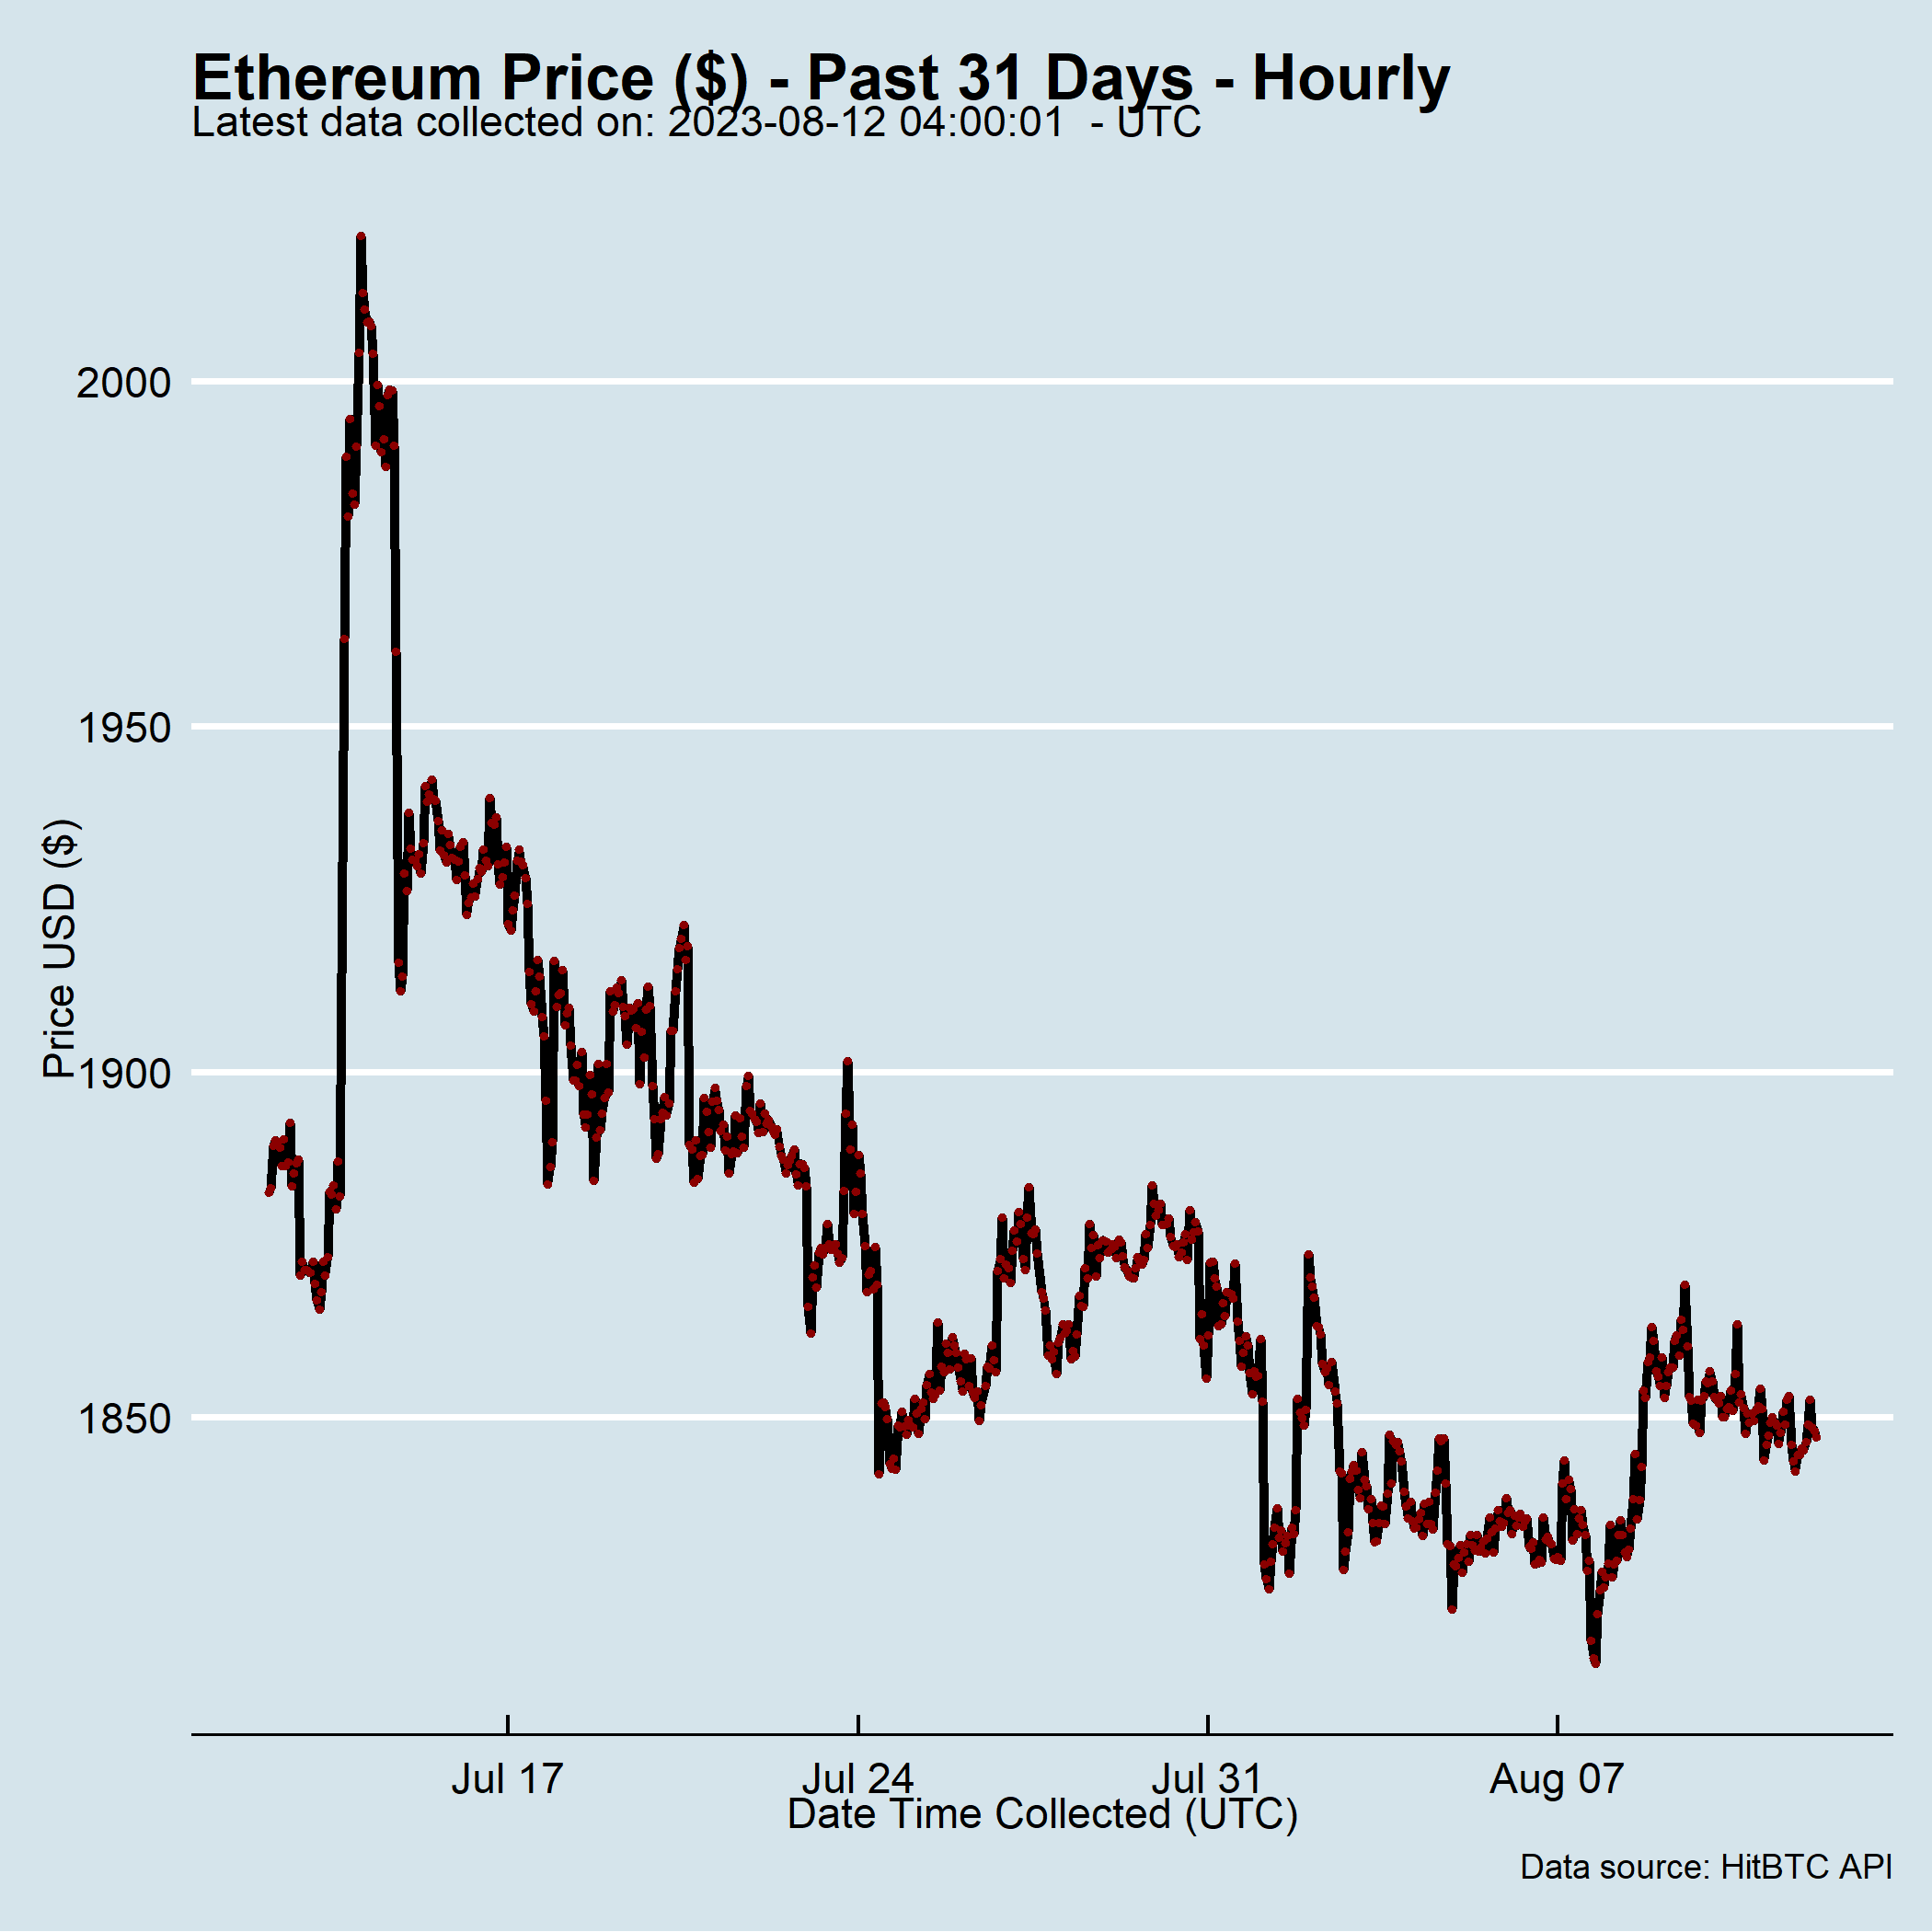 Ethereum Price ($) - Past 31 Days - Hourly
Latest data collected on: 2023-08-12 04:00:01  - UTC
2000
1950
1900
1850
Price USD ($)
Jul 17
Jul 24
Jul 31
Aug 07
Date Time Collected (UTC)
Data source: HitBTC API